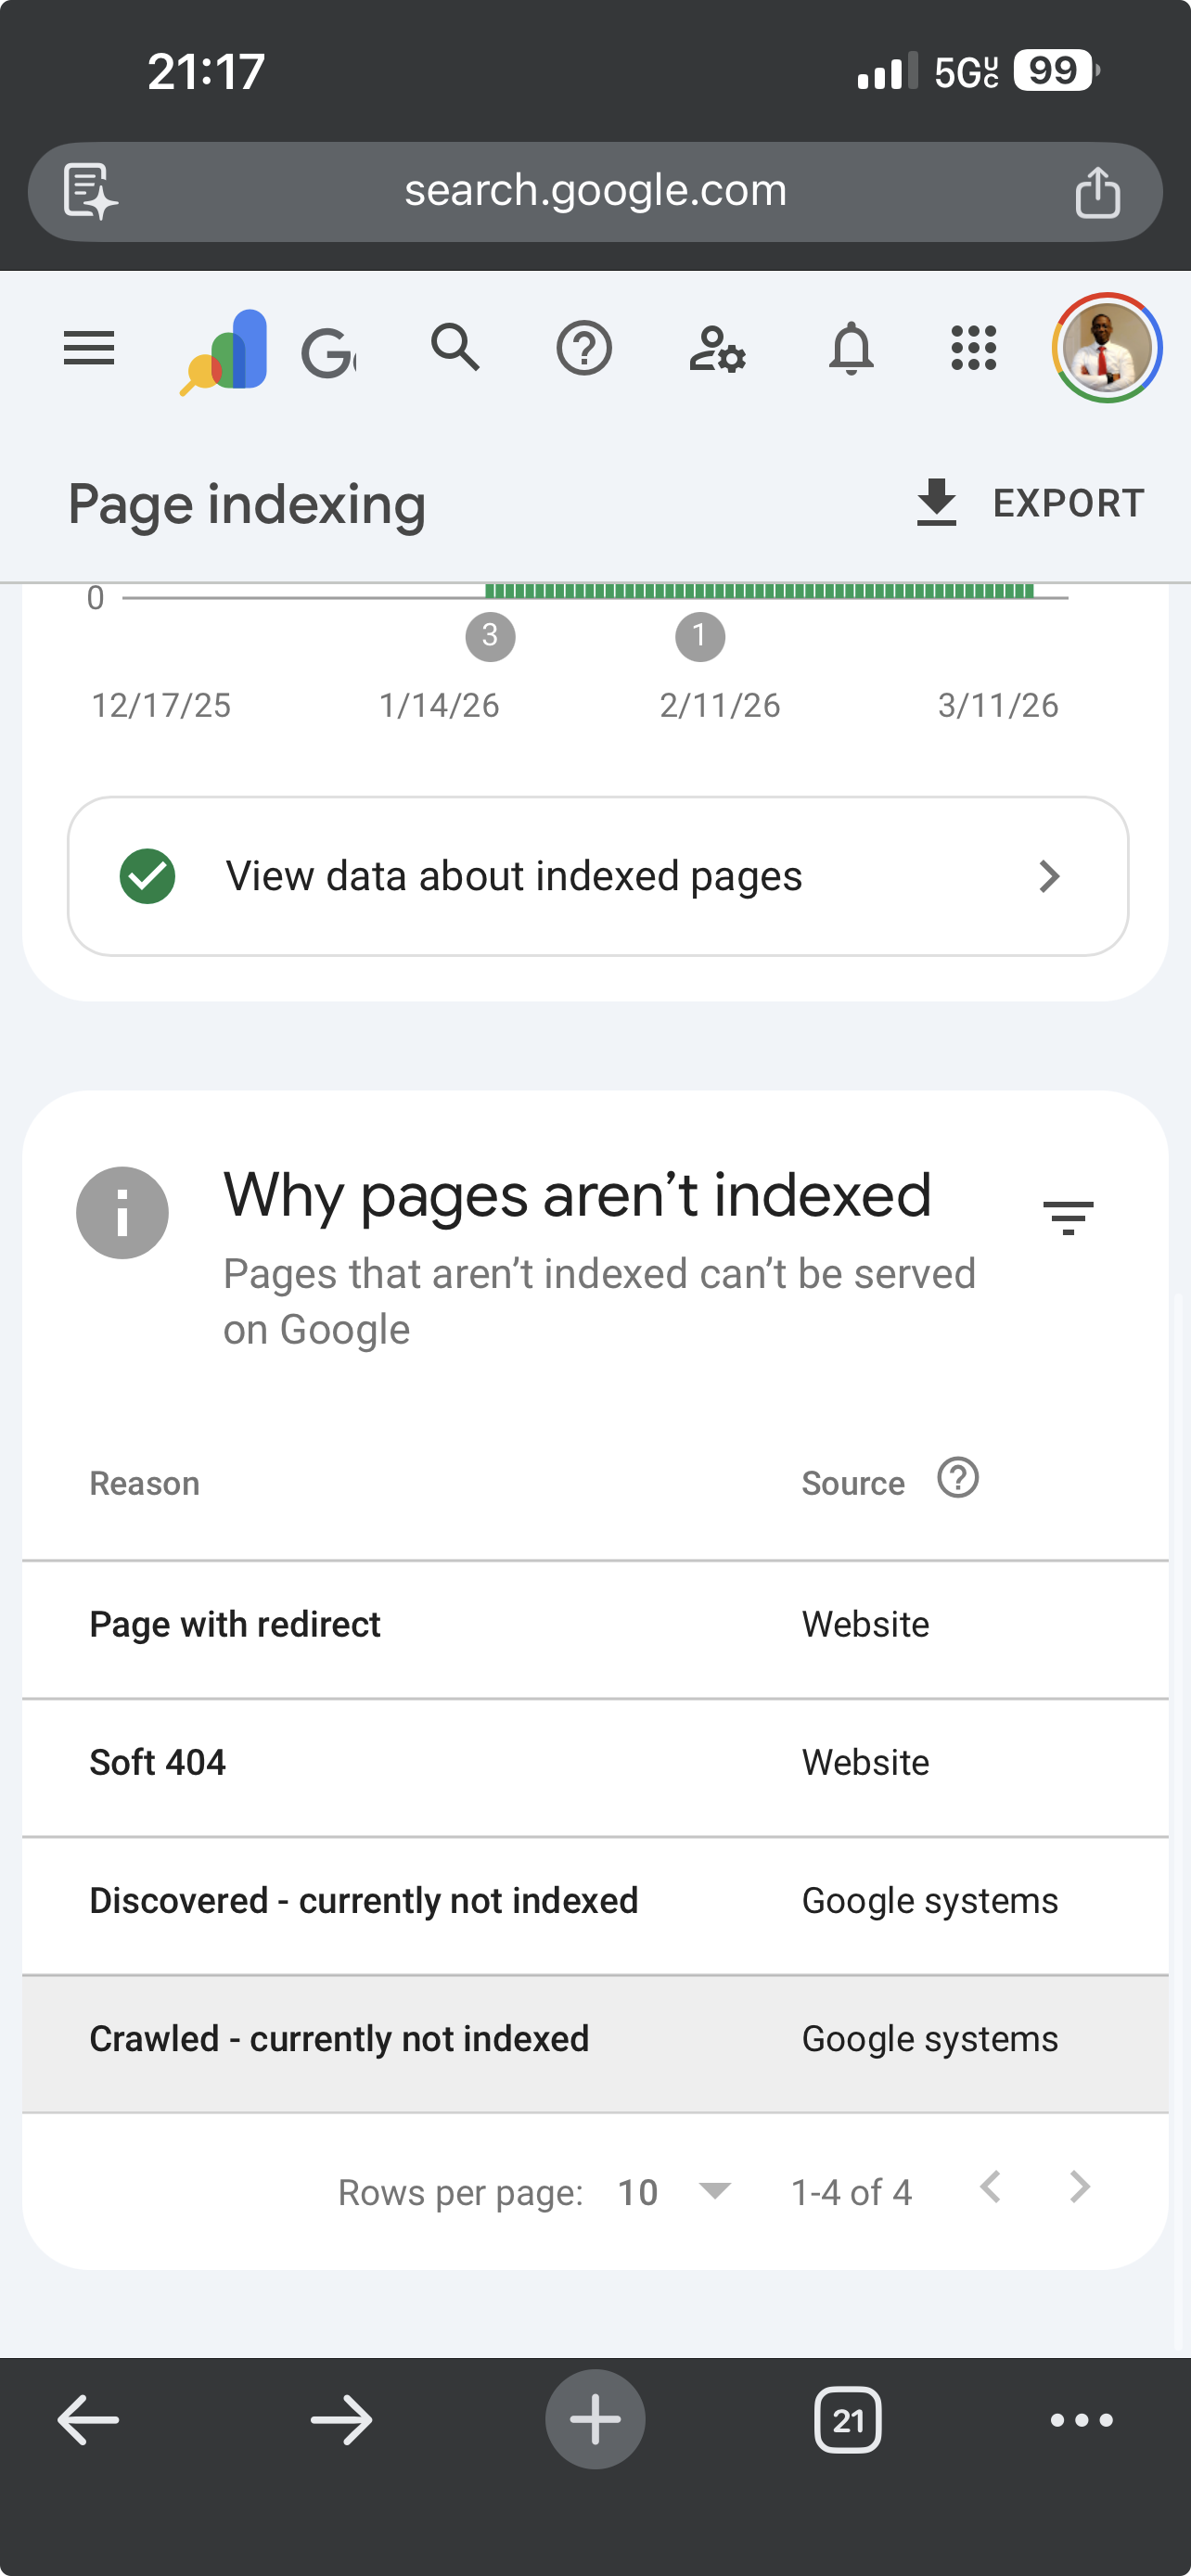 21:17
5G UC 99
search.google.com
G
Page indexing
EXPORT
0
3 1
12/17/25 1/14/26 2/11/26 3/11/26
View data about indexed pages
Why pages aren’t indexed
Pages that aren’t indexed can’t be served
on Google
Reason Source
Page with redirect Website
Soft 404 Website
Discovered - currently not indexed Google systems
Crawled - currently not indexed Google systems
Rows per page: 10 1-4 of 4
21